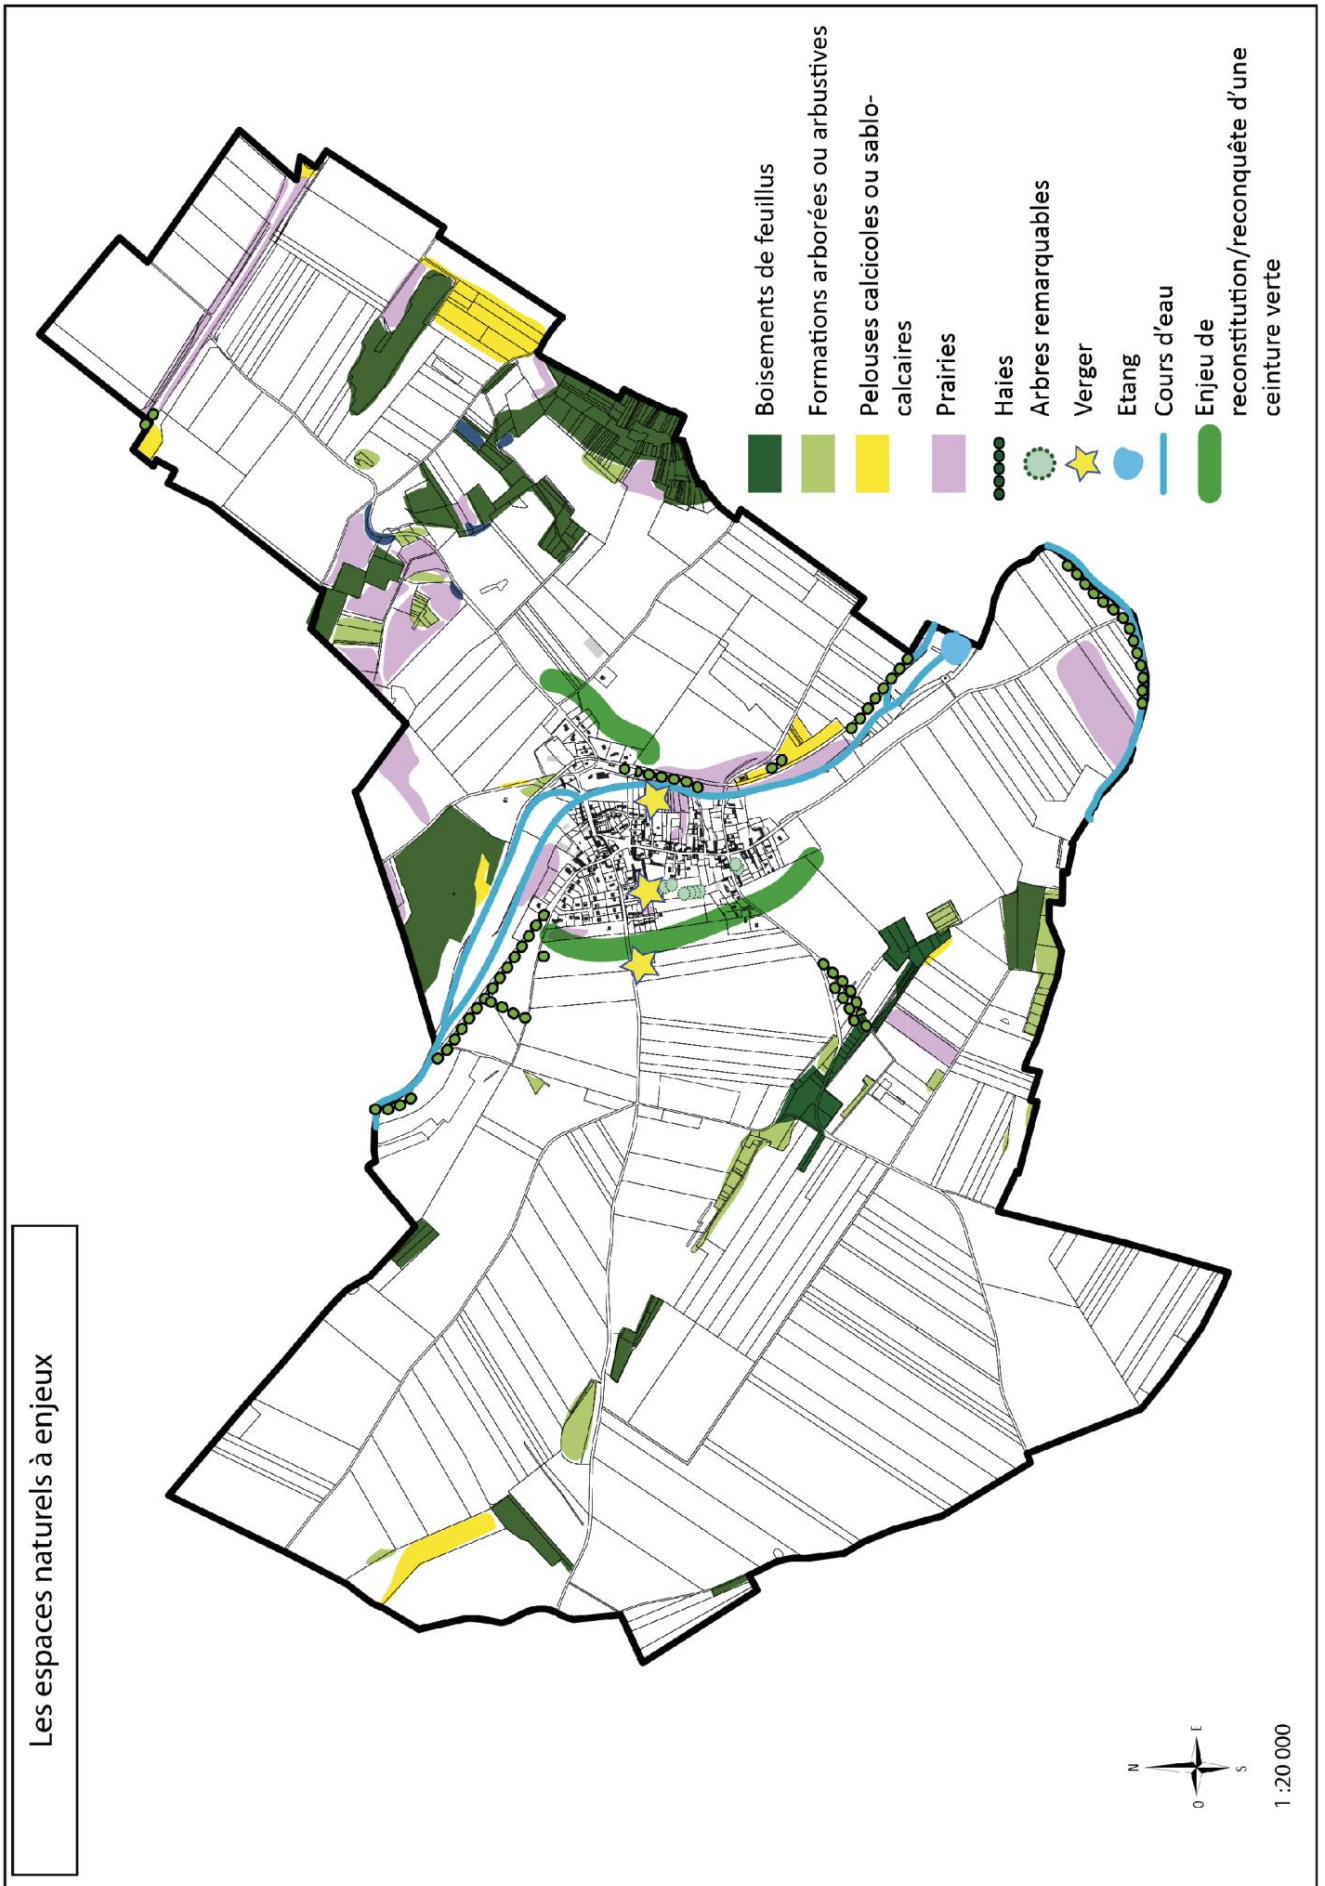 Les espaces naturels à enjeux
Boisements de feuillus
Formations arborées ou arbustives
Pelouses calcicoles ou sablo-
calcaires
Prairies
Haies
Arbres remarquables
Verger
Etang
Cours d'eau
Enjeu de
reconstitution/reconquête d'une
ceinture verte
N
O
E
S
1 :20 000